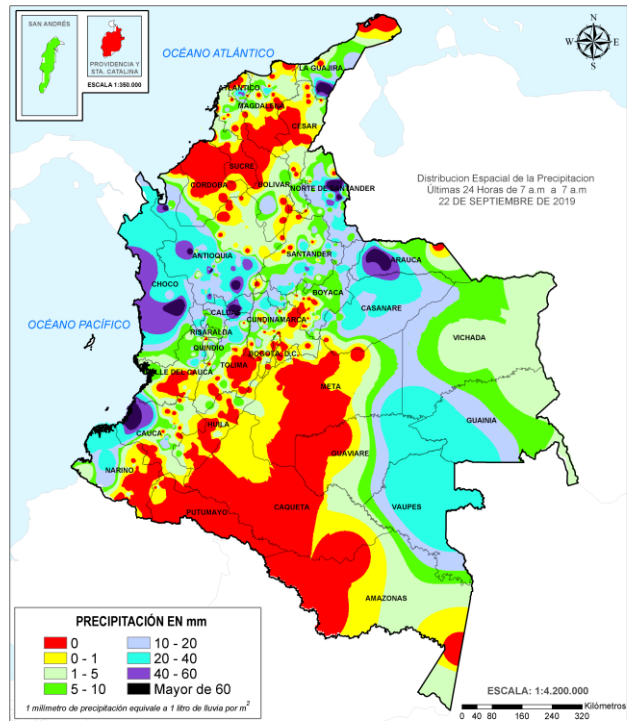 SAN ANDRÉS
PROVIDENCIA Y
STA. CATALINA
ESCALA 1:350.000
OCÉANO ATLÁNTICO
N
W E
S
LA GUAJIRA
ATLÁNTICO
MAGDALENA
CESAR
SUCRE
CÓRDOBA
BOLIVAR
NORTE DE SANTANDER
Distribucion Espacial de la Precipitacion
Últimas 24 Horas de 7 a.m a 7 a.m
22 DE SEPTIEMBRE DE 2019
ANTIOQUIA
SANTANDER
ARAUCA
CHOCO
BOYACA
CASANARE
CALDAS
CUNDINAMARCA
OCÉANO PACÍFICO
RISARALDA
VICHADA
QUINDIO
BOGOTA D.C.
TOLIMA
VALLE DEL CAUCA
META
GUAINIA
HUILA
CAUCA
GUAVIARE
NARIÑO
VAUPES
PUTUMAYO
CAQUETA
AMAZONAS
PRECIPITACIÓN EN mm
0 10 - 20
0 - 1 20 - 40
1 - 5 40 - 60
5 - 10 Mayor de 60
1 milímetro de precipitación equivale a 1 litro de lluvia por m²
ESCALA: 1:4.200.000
Kilómetros
0 40 80 160 240 320